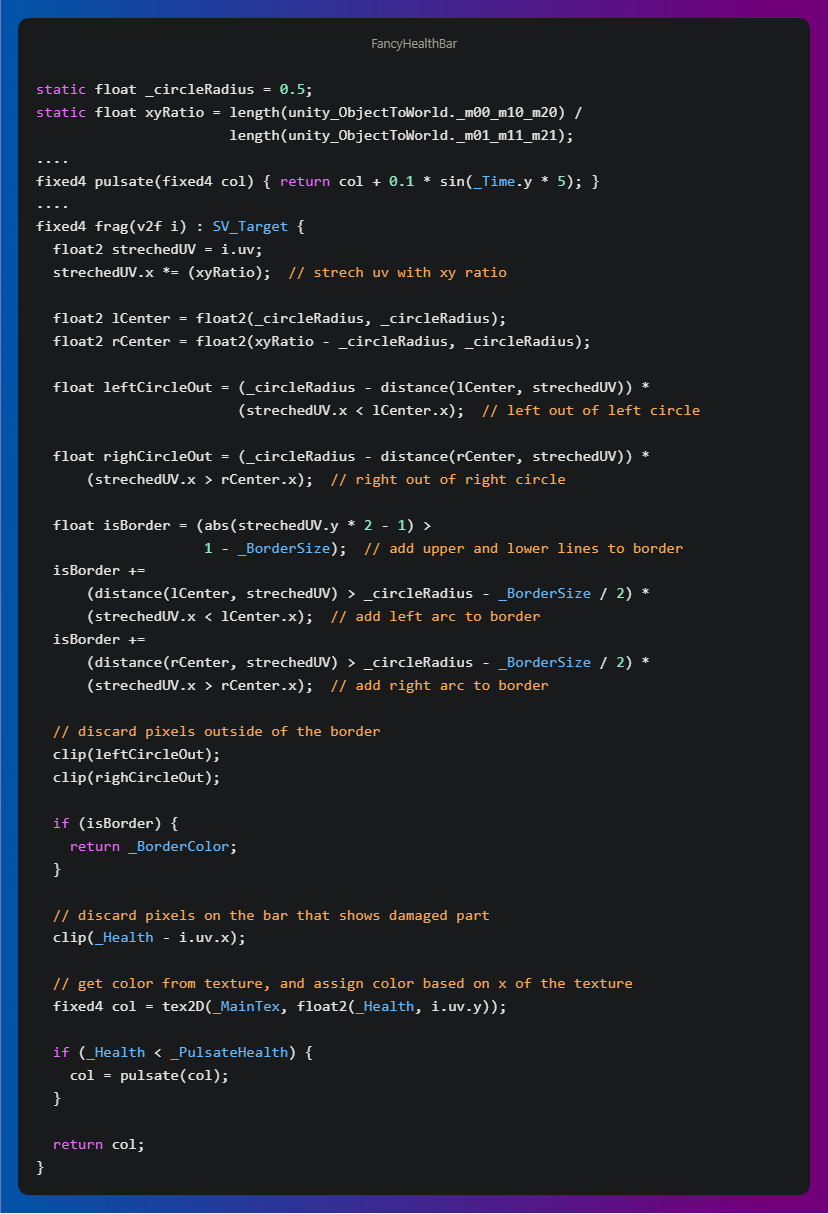 FancyHealthBar
static float _circleRadius = 0.5;
static float xyRatio = length(unity_ObjectToWorld._m00_m10_m20) /
                       length(unity_ObjectToWorld._m01_m11_m21);
....
fixed4 pulsate(fixed4 col) { return col + 0.1 * sin(_Time.y * 5); }
....
fixed4 frag(v2f i) : SV_Target {
  float2 strechedUV = i.uv;
  strechedUV.x *= (xyRatio);  // strech uv with xy ratio
  float2 lCenter = float2(_circleRadius, _circleRadius);
  float2 rCenter = float2(xyRatio - _circleRadius, _circleRadius);
  float leftCircleOut = (_circleRadius - distance(lCenter, strechedUV)) *
                        (strechedUV.x < lCenter.x);  // left out of left circle
  float righCircleOut = (_circleRadius - distance(rCenter, strechedUV)) *
      (strechedUV.x > rCenter.x);  // right out of right circle
  float isBorder = (abs(strechedUV.y * 2 - 1) >
                    1 - _BorderSize);  // add upper and lower lines to border
  isBorder +=
      (distance(lCenter, strechedUV) > _circleRadius - _BorderSize / 2) *
      (strechedUV.x < lCenter.x);  // add left arc to border
  isBorder +=
      (distance(rCenter, strechedUV) > _circleRadius - _BorderSize / 2) *
      (strechedUV.x > rCenter.x);  // add right arc to border
  // discard pixels outside of the border
  clip(leftCircleOut);
  clip(righCircleOut);
  if (isBorder) {
    return _BorderColor;
  }
  // discard pixels on the bar that shows damaged part
  clip(_Health - i.uv.x);
  // get color from texture, and assign color based on x of the texture
  fixed4 col = tex2D(_MainTex, float2(_Health, i.uv.y));
  if (_Health < _PulsateHealth) {
    col = pulsate(col);
  }
  return col;
}